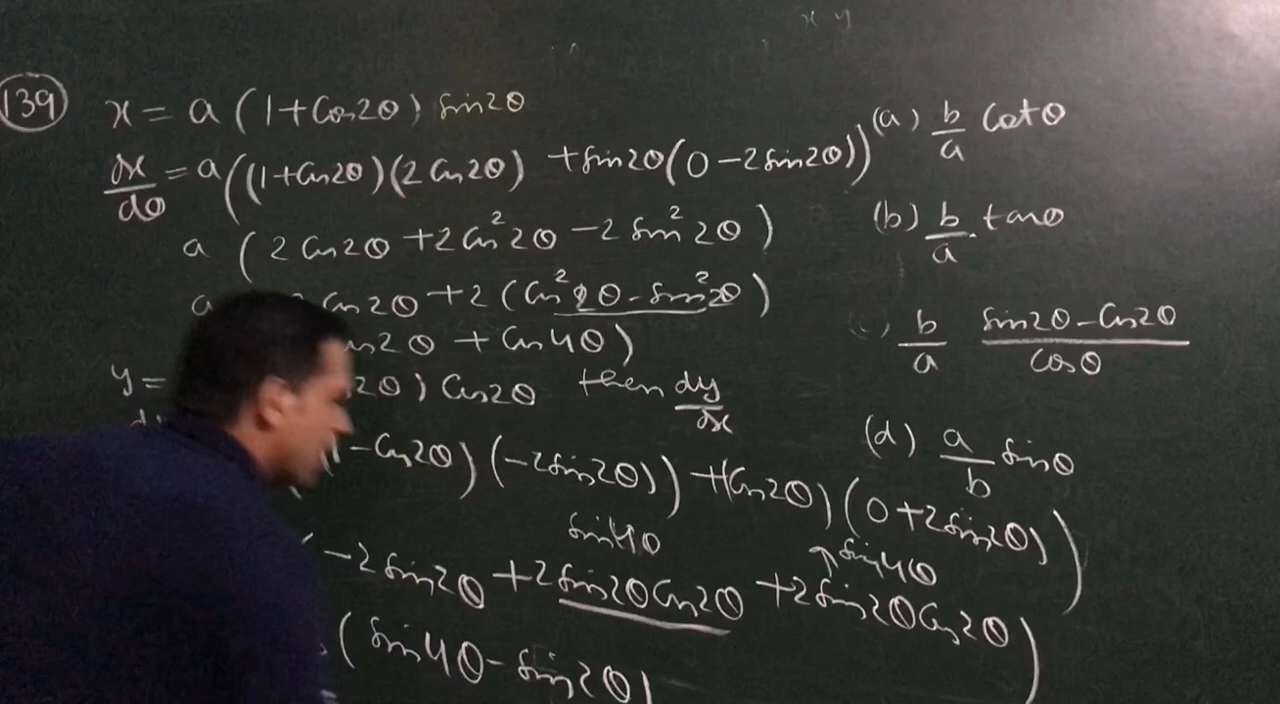 x y
139 x = a (1+Cos2θ) sin2θ
dx/dθ = a((1+Cos2θ)(2Cos2θ) + sin2θ(0-2sin2θ))
a (2Cos2θ + 2Cos²2θ - 2sin²2θ)
a Cos2θ + 2(Cos²2θ - sin²2θ)
os2θ + Cos4θ)
y = 2θ) Cos2θ then dy/dx
-Cos2θ)(-2sin2θ)) + (Cos2θ)(0+2sin2θ))
sin4θ sin4θ
-2sin2θ + 2sin2θCos2θ + 2sin2θCos2θ)
(sin4θ - sin2θ)
(a) b/a Cotθ
(b) b/a . tanθ
b/a sin2θ-Cos2θ/cosθ
(d) a/b sinθ